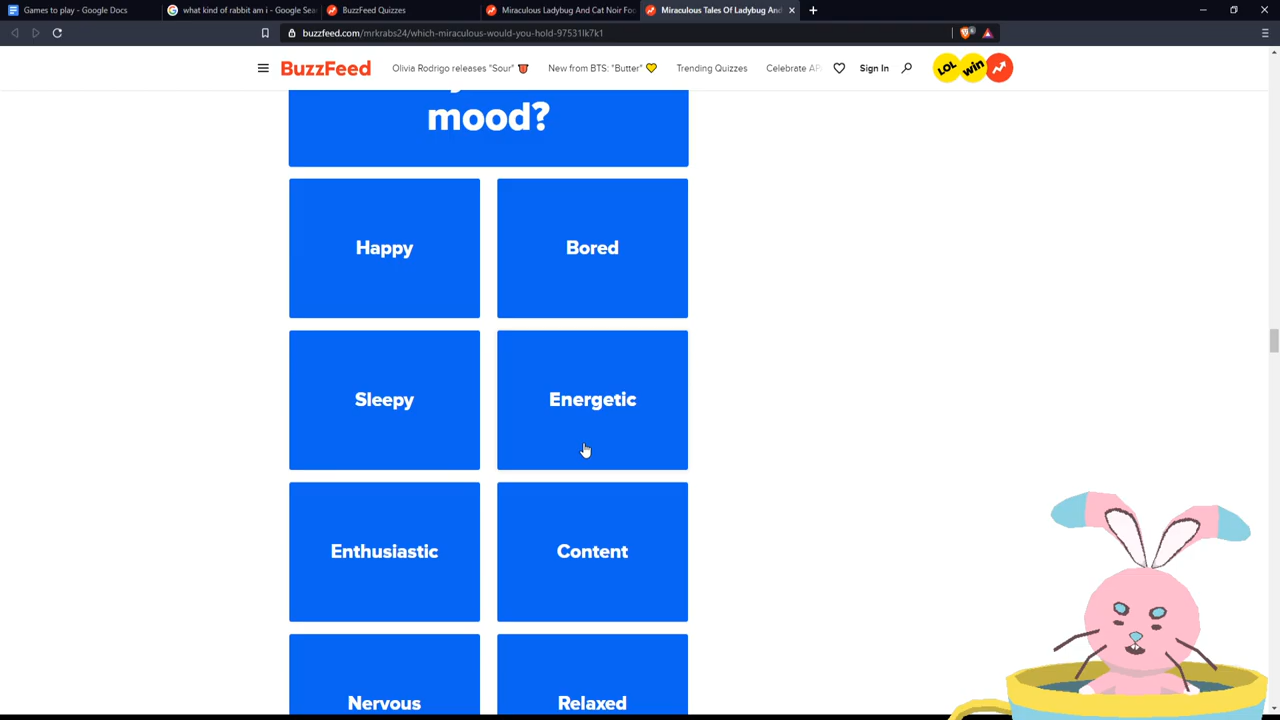 Games to play - Google Docs
what kind of rabbit am i - Google Sea
BuzzFeed Quizzes
Miraculous Ladybug And Cat Noir Fo
Miraculous Tales Of Ladybug And
buzzfeed.com/mrkrabs24/which-miraculous-would-you-hold-97531lk7k1
BuzzFeed
Olivia Rodrigo releases "Sour"
New from BTS: "Butter"
Trending Quizzes
Celebrate AP
Sign In
LOL
win
mood?
Happy
Bored
Sleepy
Energetic
Enthusiastic
Content
Nervous
Relaxed